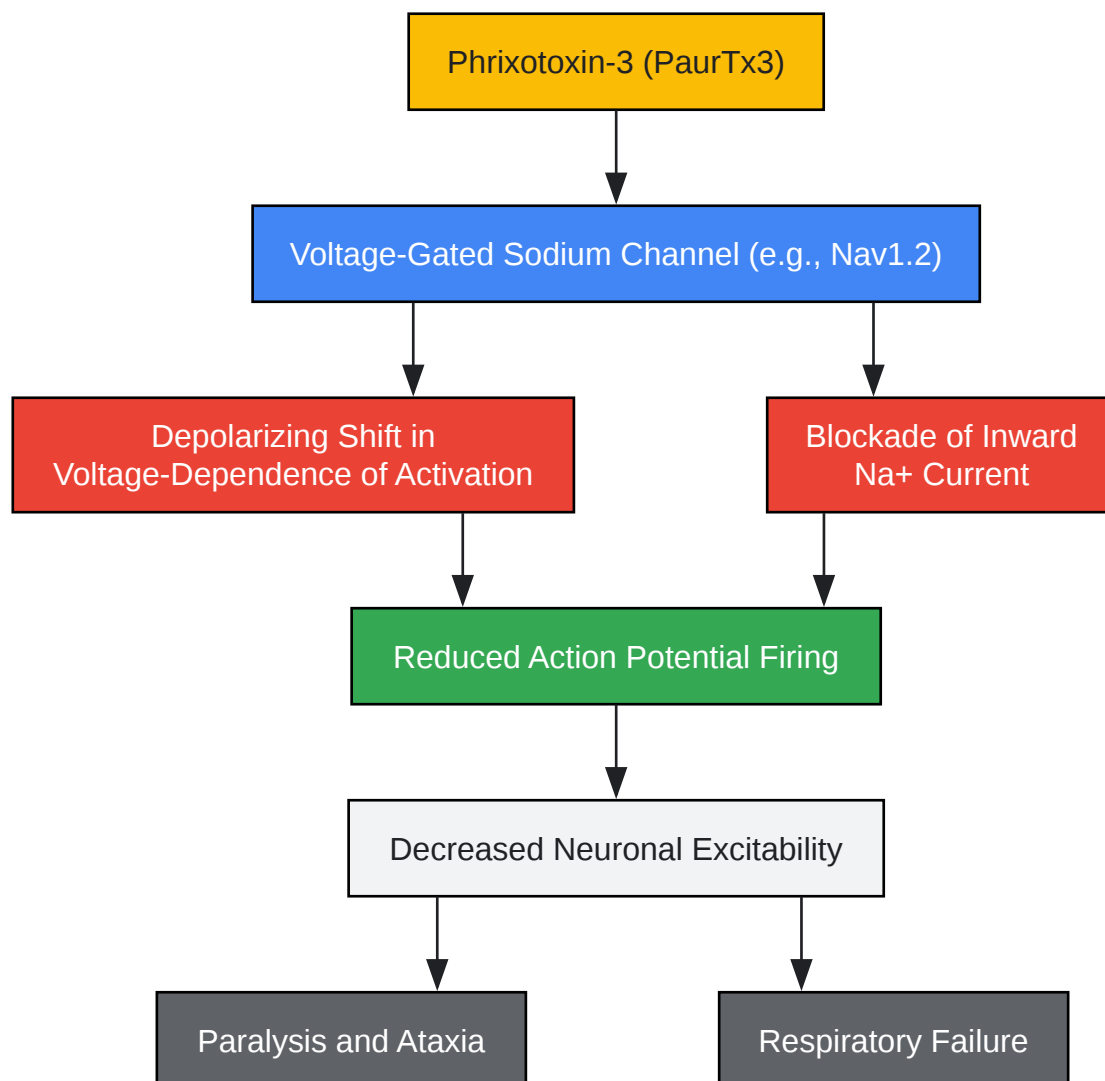 Phrixotoxin-3 (PaurTx3)
Voltage-Gated Sodium Channel (e.g., Nav1.2)
Depolarizing Shift in
Voltage-Dependence of Activation
Blockade of Inward
Na+ Current
Reduced Action Potential Firing
Decreased Neuronal Excitability
Paralysis and Ataxia
Respiratory Failure